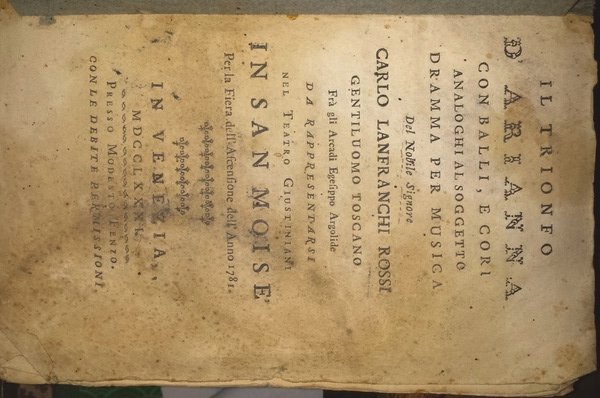 IL TRIONFO
D'ARIANNA
CON BALLI, E CORI
ANALOGHI AL SOGGETTO
DRAMMA PER MUSICA
Del Nobile Signore
CARLO LANFRANCHI ROSSI
GENTILUOMO TOSCANO
Frà gli Arcadi Egesippo Argolide
DA RAPPRESENTARSI
NEL TEATRO GIUSTINIANI
IN SAN MOISE'
Per la Fiera dell'Ascensione dell'Anno 1781.
IN VENEZIA,
MDCLXXXI.
PRESSO MODESTO FENZO.
CON LE DEBITE PERMISSIONI